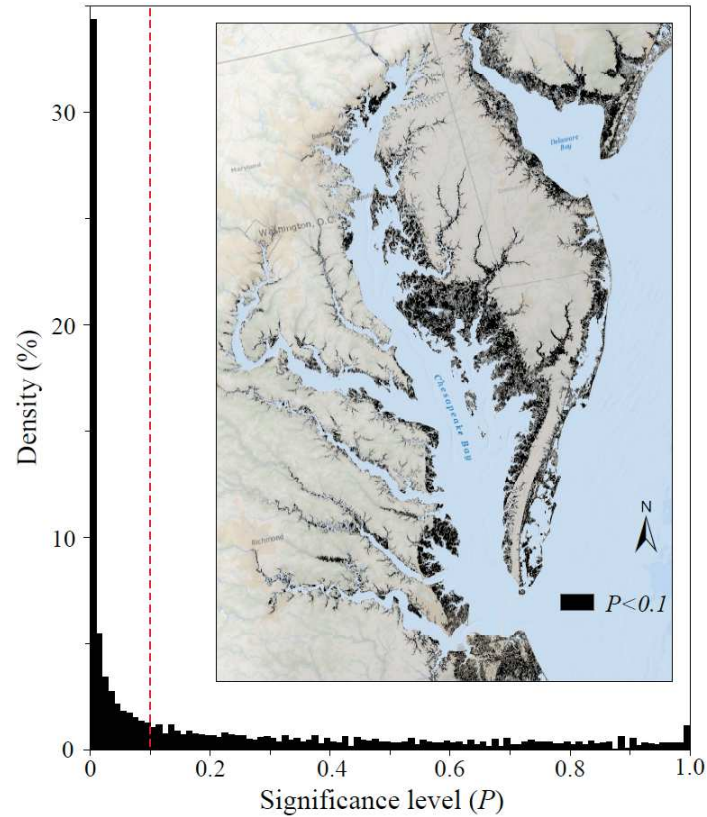 30
20
10
0
Density (%)
0
0.2
0.4
0.6
0.8
1.0
Significance level (P)
Delaware
Bay
Washington, D.C.
Chesapeake Bay
Richmond
N
P<0.1